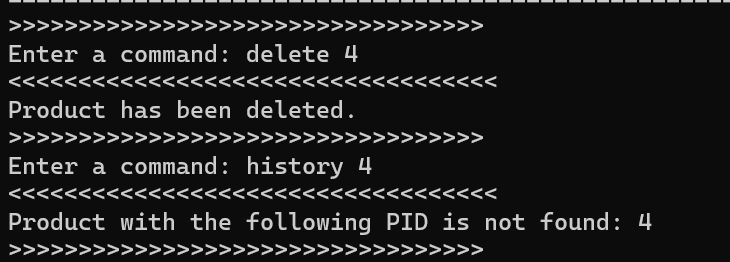 >>>>>>>>>>>>>>>>>>>>>>>>>>>>>>>>>>
Enter a command: delete 4
<<<<<<<<<<<<<<<<<<<<<<<<<<<<<<<<<<<
Product has been deleted.
>>>>>>>>>>>>>>>>>>>>>>>>>>>>>>>>>>
Enter a command: history 4
<<<<<<<<<<<<<<<<<<<<<<<<<<<<<<<<<<<
Product with the following PID is not found: 4
>>>>>>>>>>>>>>>>>>>>>>>>>>>>>>>>>>